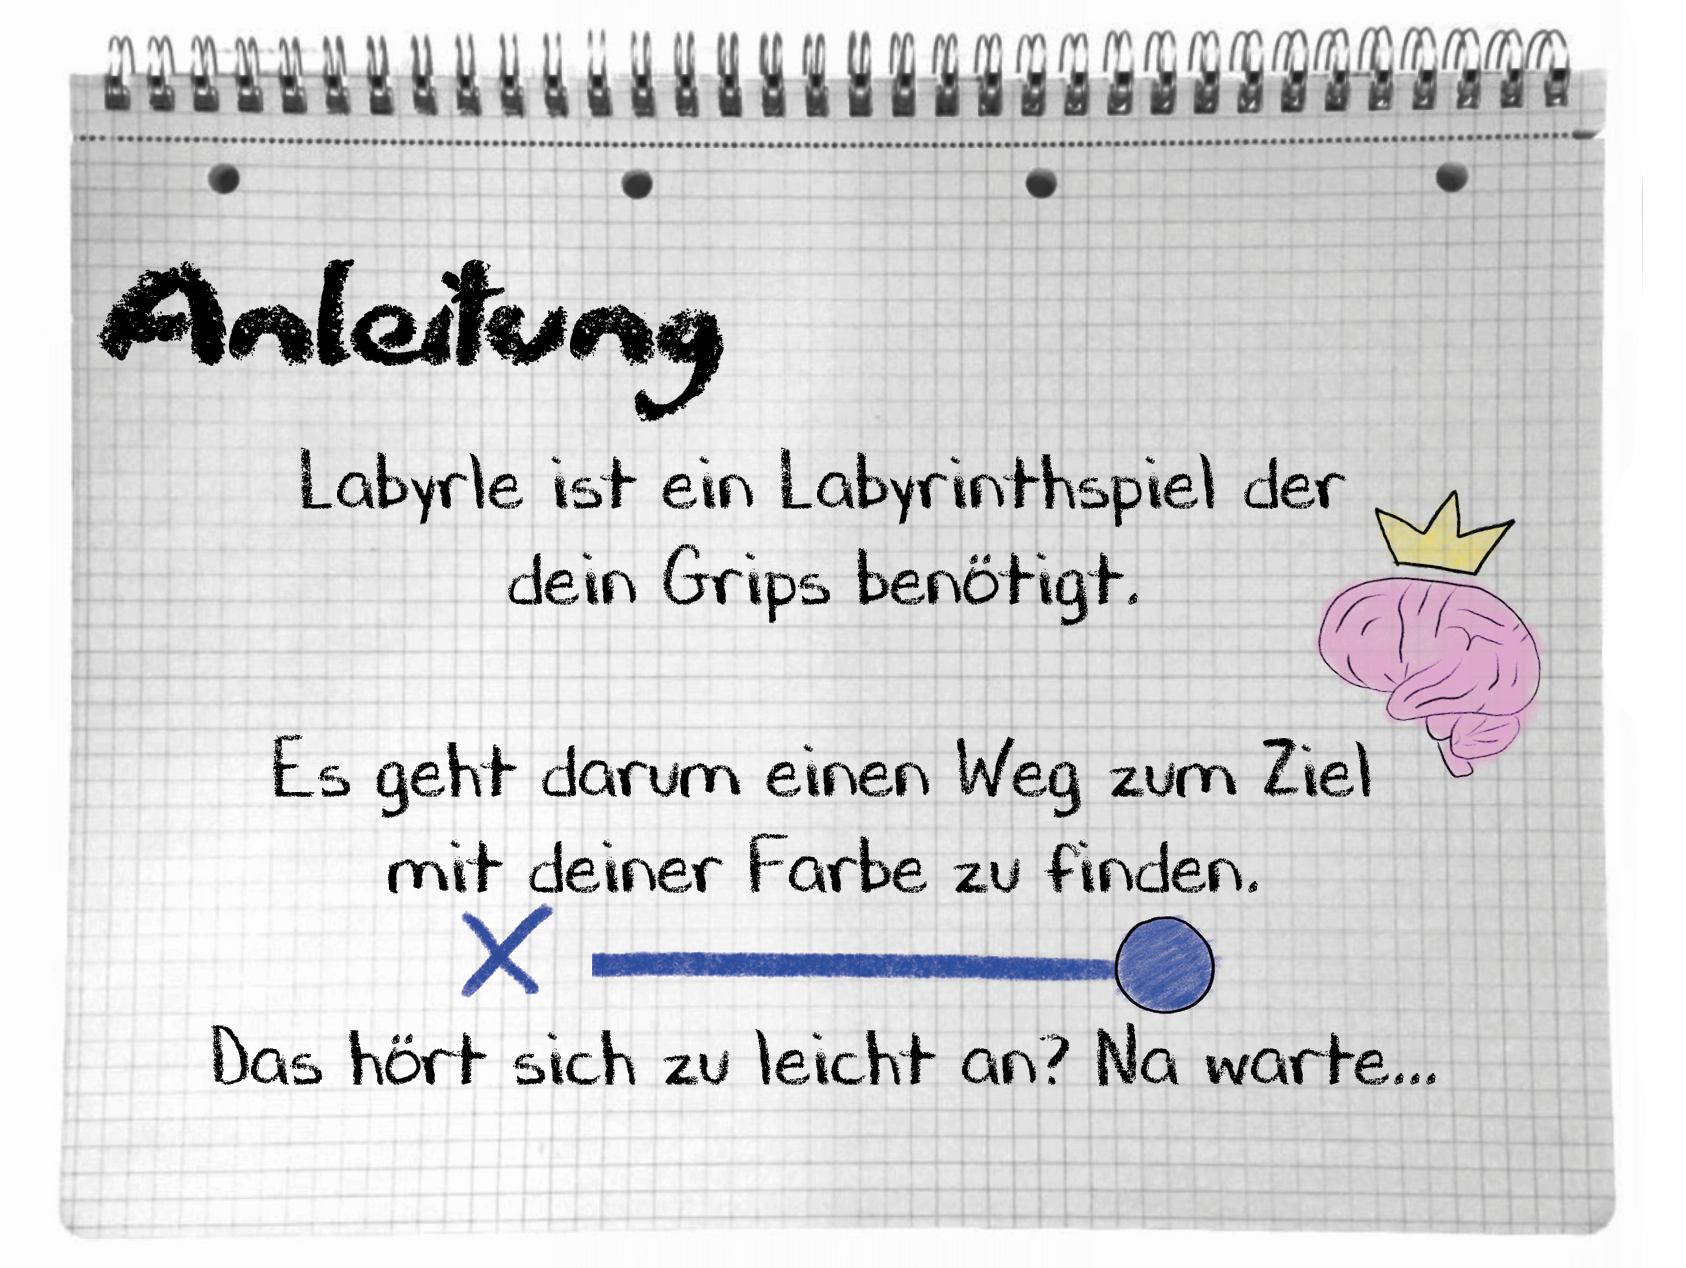 Anleitung
Labyrle ist ein Labyrinthspiel der
dein Grips benötigt.
Es geht darum einen Weg zum Ziel
mit deiner Farbe zu finden.
Das hört sich zu leicht an? Na warte...